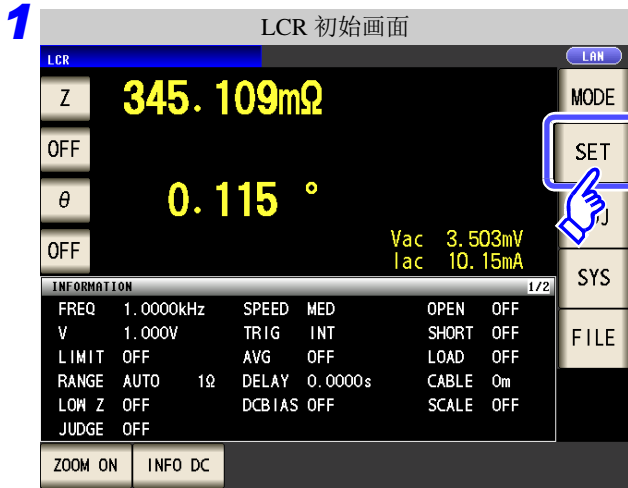 1
LCR 初始画面
LCR
LAN
Z
345.109mΩ
MODE
OFF
SET
θ
0.115 °
OFF
Vac 3.503mV
Iac 10.15mA
SYS
INFORMATION 1/2
FREQ 1.0000kHz SPEED MED OPEN OFF
V 1.000V TRIG INT SHORT OFF
FILE
LIMIT OFF AVG OFF LOAD OFF
RANGE AUTO 1Ω DELAY 0.0000s CABLE 0m
LOW Z OFF DCBIAS OFF SCALE OFF
JUDGE OFF
ZOOM ON INFO DC